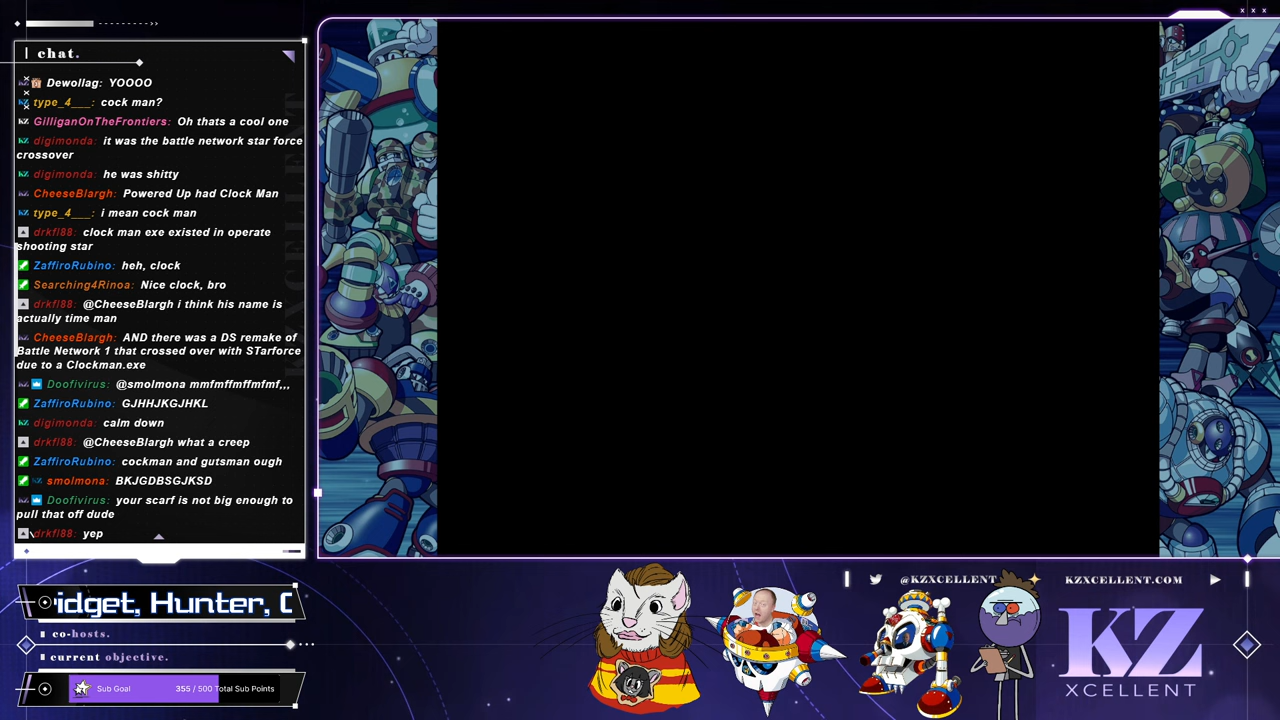 chat.
Dewollag: YOOOO
type_4___: cock man?
GilliganOnTheFrontiers: Oh thats a cool one
digimonda: it was the battle network star force
crossover
digimonda: he was shitty
CheeseBlargh: Powered Up had Clock Man
type_4___: i mean cock man
drkfl88: clock man exe existed in operate
shooting star
ZaffiroRubino: heh, clock
Searching4Rinoa: Nice clock, bro
drkfl88: @CheeseBlargh i think his name is
actually time man
CheeseBlargh: AND there was a DS remake of
Battle Network 1 that crossed over with STarforce
due to a Clockman.exe
Doofivirus: @smolmona mmfmffmffmfmf,,,
ZaffiroRubino: GJHHJKGJHKL
digimonda: calm down
drkfl88: @CheeseBlargh what a creep
ZaffiroRubino: cockman and gutsman ough
smolmona: BKJGDBSGJKSD
Doofivirus: your scarf is not big enough to
pull that off dude
drkfl88: yep
idget, Hunter, C
co-hosts.
current objective.
Sub Goal 355 / 500 Total Sub Points
@KZXCELLENT
KZXCELLENT.COM
KZ
XCELLENT